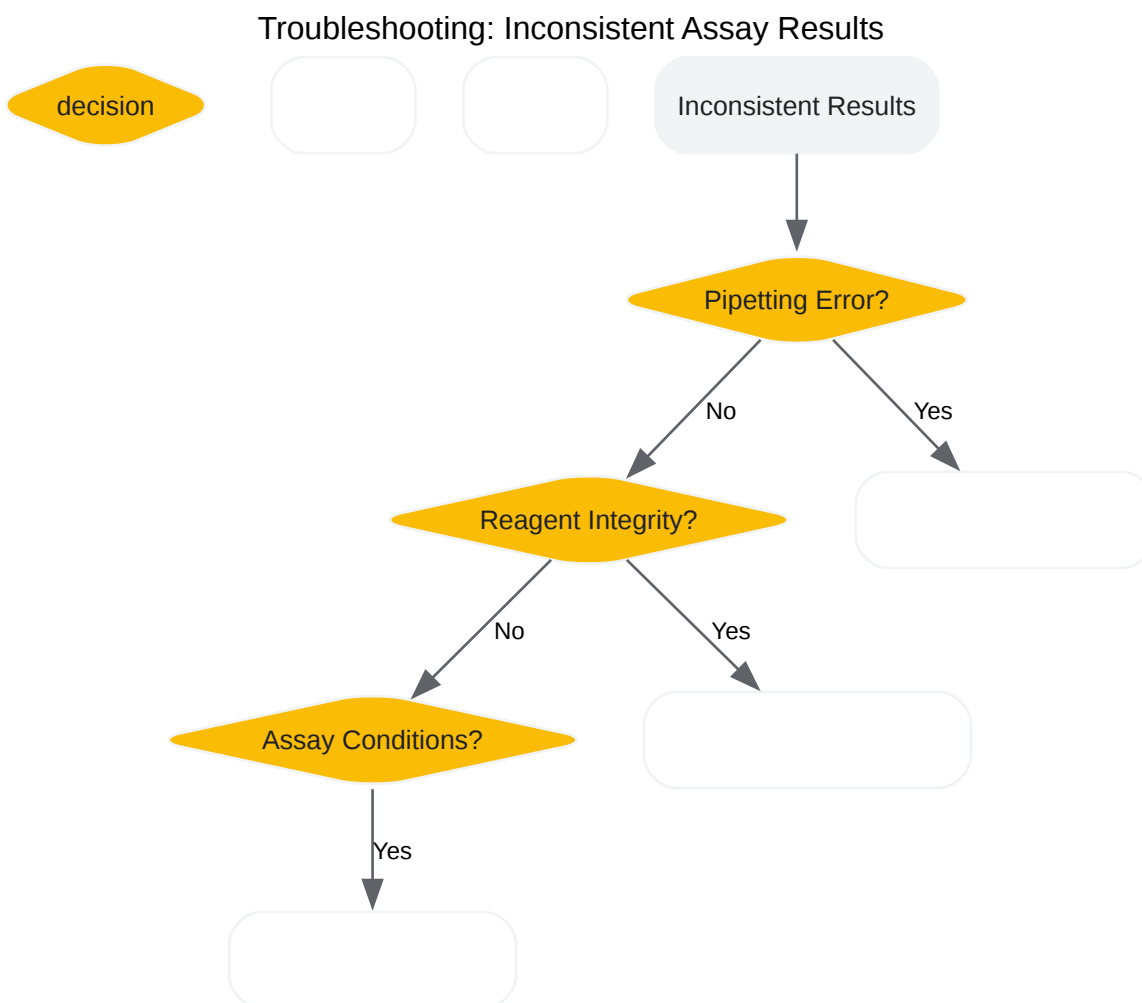 Troubleshooting: Inconsistent Assay Results
decision
Inconsistent Results
Pipetting Error?
No
Yes
Reagent Integrity?
No
Yes
Assay Conditions?
Yes